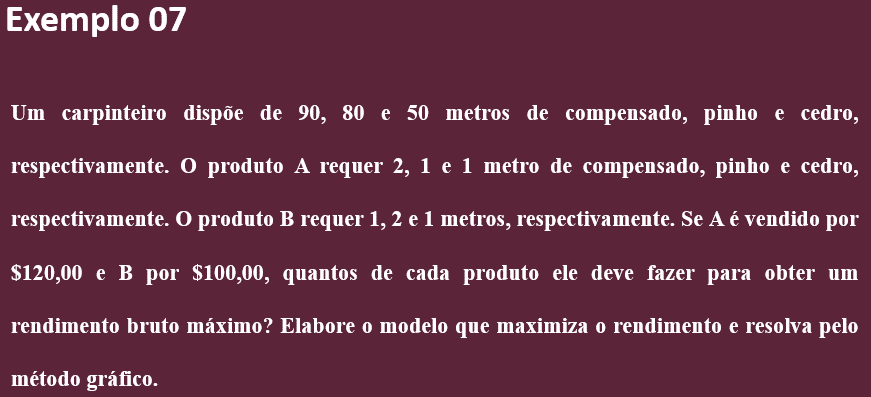 Exemplo 07
Um carpinteiro dispõe de 90, 80 e 50 metros de compensado, pinho e cedro,
respectivamente. O produto A requer 2, 1 e 1 metro de compensado, pinho e cedro,
respectivamente. O produto B requer 1, 2 e 1 metros, respectivamente. Se A é vendido por
$120,00 e B por $100,00, quantos de cada produto ele deve fazer para obter um
rendimento bruto máximo? Elabore o modelo que maximiza o rendimento e resolva pelo
método gráfico.